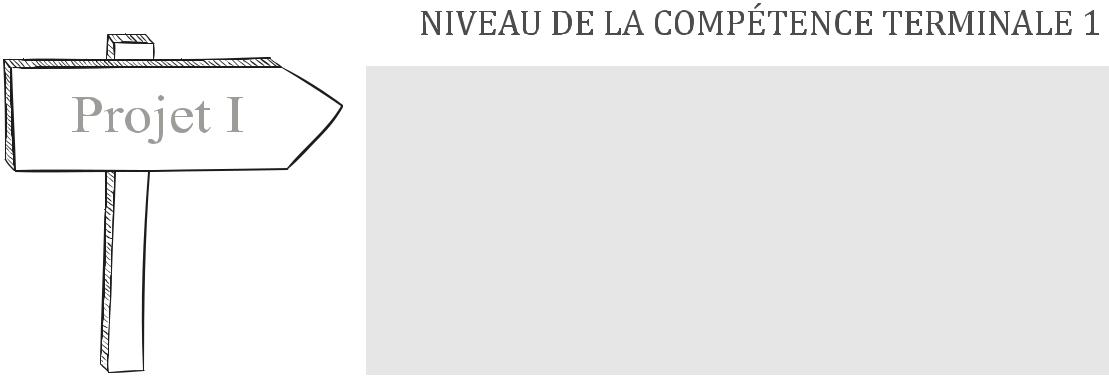 NIVEAU DE LA COMPÉTENCE TERMINALE 1
Projet I